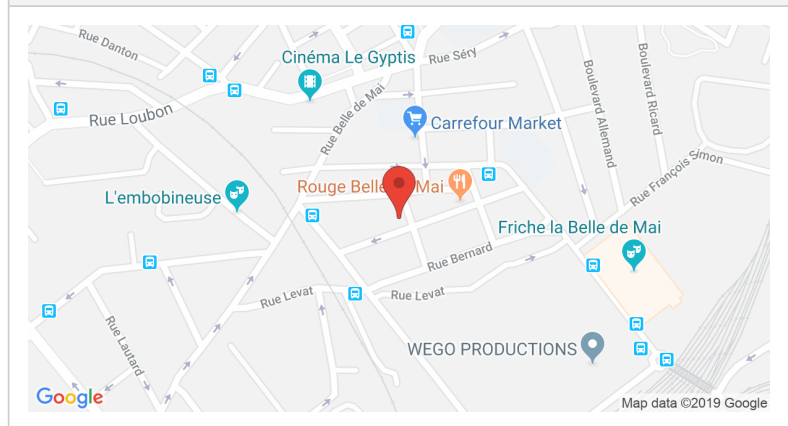 Rue Danton
Cinéma Le Gyptis
Rue Séry
Rue Loubon
Rue Belle de Mai
Carrefour Market
Boulevard Allemand
Boulevard Ricard
Rue François Simon
L'embobineuse
Rouge Belle Mai
Friche la Belle de Mai
Rue Bernard
Rue Levat
Rue Levat
Rue Lautard
WEGO PRODUCTIONS
Google
Map data ©2019 Google